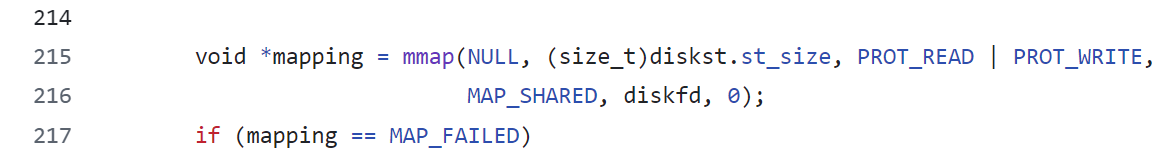 214
215 void *mapping = mmap(NULL, (size_t)diskst.st_size, PROT_READ | PROT_WRITE,
216 MAP_SHARED, diskfd, 0);
217 if (mapping == MAP_FAILED)